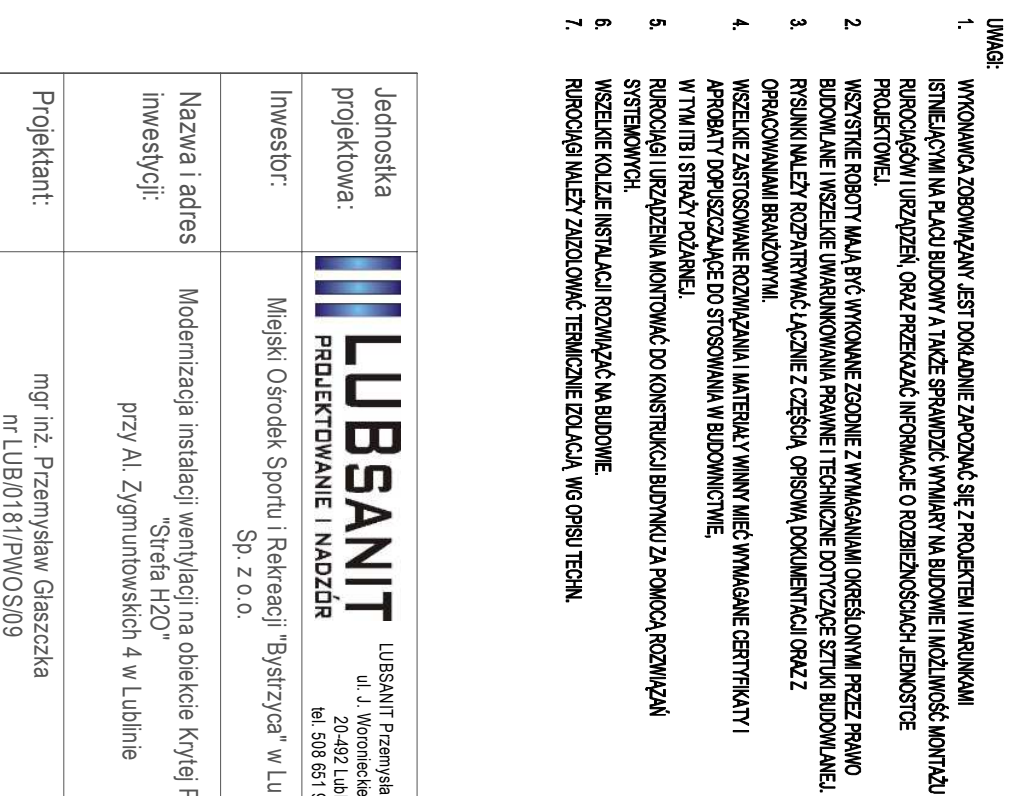 UWAGI:
1. WYKONAWCA ZOBOWIĄZANY JEST DOKŁADNIE ZAPOZNAĆ SIĘ Z PROJEKTEM I WARUNKAMI
ISTNIEJĄCYMI NA PLACU BUDOWY A TAKŻE SPRAWDZIĆ WYMIARY NA BUDOWIE I MOŻLIWOŚĆ MONTAŻU
RUROCIĄGÓW I URZĄDZEŃ, ORAZ PRZEKAZAĆ INFORMACJE O ROZBIEŻNOŚCIACH JEDNOSTCE
PROJEKTOWEJ.
2. WSZYSTKIE ROBOTY MAJĄ BYĆ WYKONANE ZGODNIE Z WYMAGANIAMI OKREŚLONYMI PRZEZ PRAWO
BUDOWLANE I WSZELKIE UWARUNKOWANIA PRAWNE I TECHNICZNE DOTYCZĄCE SZTUKI BUDOWLANEJ.
3. RYSUNKI NALEŻY ROZPATRYWAĆ ŁĄCZNIE Z CZĘŚCIĄ OPISOWĄ DOKUMENTACJI ORAZ Z
OPRACOWANIAMI BRANŻOWYMI.
4. WSZELKIE ZASTOSOWANE ROZWIĄZANIA I MATERIAŁY WINNY MIEĆ WYMAGANE CERTYFIKATY I
APROBATY DOPUSZCZAJĄCE DO STOSOWANIA W BUDOWNICTWIE,
W TYM ITB I STRAŻY POŻARNEJ.
5. RUROCIĄGI I URZĄDZENIA MONTOWAĆ DO KONSTRUKCJI BUDYNKU ZA POMOCĄ ROZWIĄZAŃ
SYSTEMOWYCH.
6. WSZELKIE KOLIZJE INSTALACJI ROZWIĄZAĆ NA BUDOWIE.
7. RUROCIĄGI NALEŻY ZAIZOLOWAĆ TERMICZNIE IZOLACJĄ WG OPISU TECHN.
Jednostka
projektowa:
LUBSANIT
PROJEKTOWANIE I NADZÓR
LUBSANIT Przemysła
ul. J. Woronieckie
20-492 Lub
tel. 508 651 9
Inwestor:
Miejski Ośrodek Sportu i Rekreacji "Bystrzyca" w Lu
Sp. z o.o.
Nazwa i adres
inwestycji:
Modernizacja instalacji wentylacji na obiekcie Krytej P
"Strefa H2O"
przy Al. Zygmuntowskich 4 w Lublinie
Projektant:
mgr inż. Przemysław Głaszczka
nr LUB/0181/PWOS/09